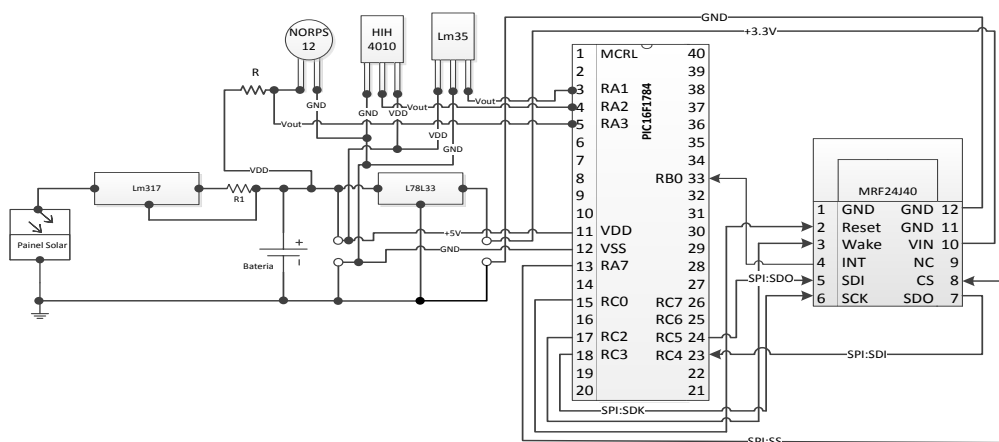 GND
+3.3V
NORPS
12
HIH
4010
Lm35
R
GND
Vout
GND
Vout
VDD
VDD
GND
Vout
VDD
Lm317
R1
L78L33
Painel Solar
Bateria
+
−
+5V
GND
PIC16F1784
1 MCRL 40
2 39
3 RA1 38
4 RA2 37
5 RA3 36
6 35
7 34
8 RB0 33
9 32
10 31
11 VDD 30
12 VSS 29
13 RA7 28
14 27
15 RC0 RC7 26
16 RC6 25
17 RC2 RC5 24
18 RC3 RC4 23
19 22
20 21
MRF24J40
1 GND GND 12
2 Reset GND 11
3 Wake VIN 10
4 INT NC 9
5 SDI CS 8
6 SCK SDO 7
SPI:SDO
SPI:SDI
SPI:SDK
SPI:SS